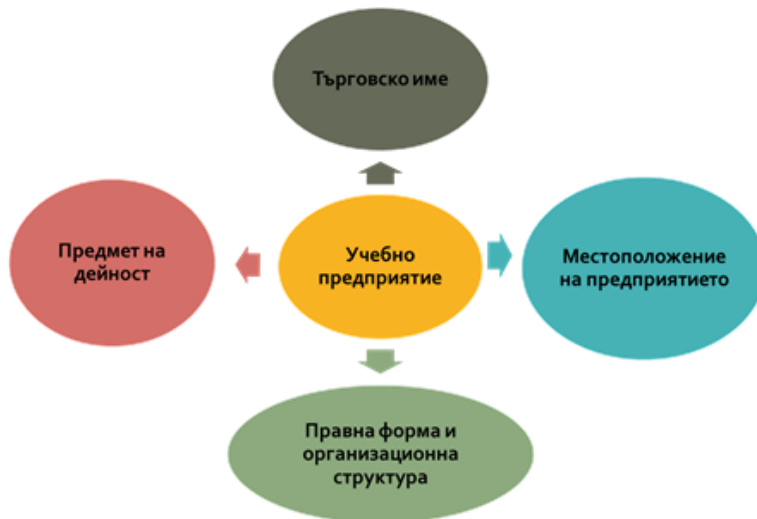 Търговско име
Предмет на
дейност
Учебно
предприятие
Местоположение
на предприятието
Правна форма и
организационна
структура